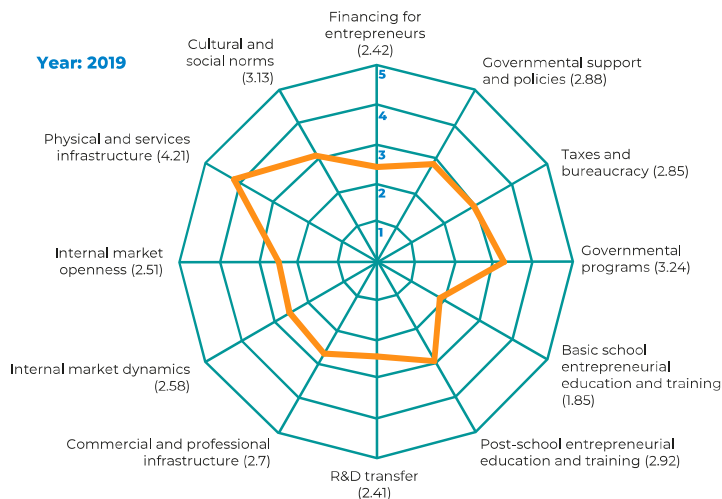 Year: 2019
Financing for
entrepreneurs
(2.42)
Governmental support
and policies (2.88)
Taxes and
bureaucracy (2.85)
Governmental
programs (3.24)
Basic school
entrepreneurial
education and training
(1.85)
Post-school entrepreneurial
education and training (2.92)
R&D transfer
(2.41)
Commercial and professional
infrastructure (2.7)
Internal market dynamics
(2.58)
Internal market
openness (2.51)
Physical and services
infrastructure (4.21)
Cultural and
social norms
(3.13)
5
4
3
2
1